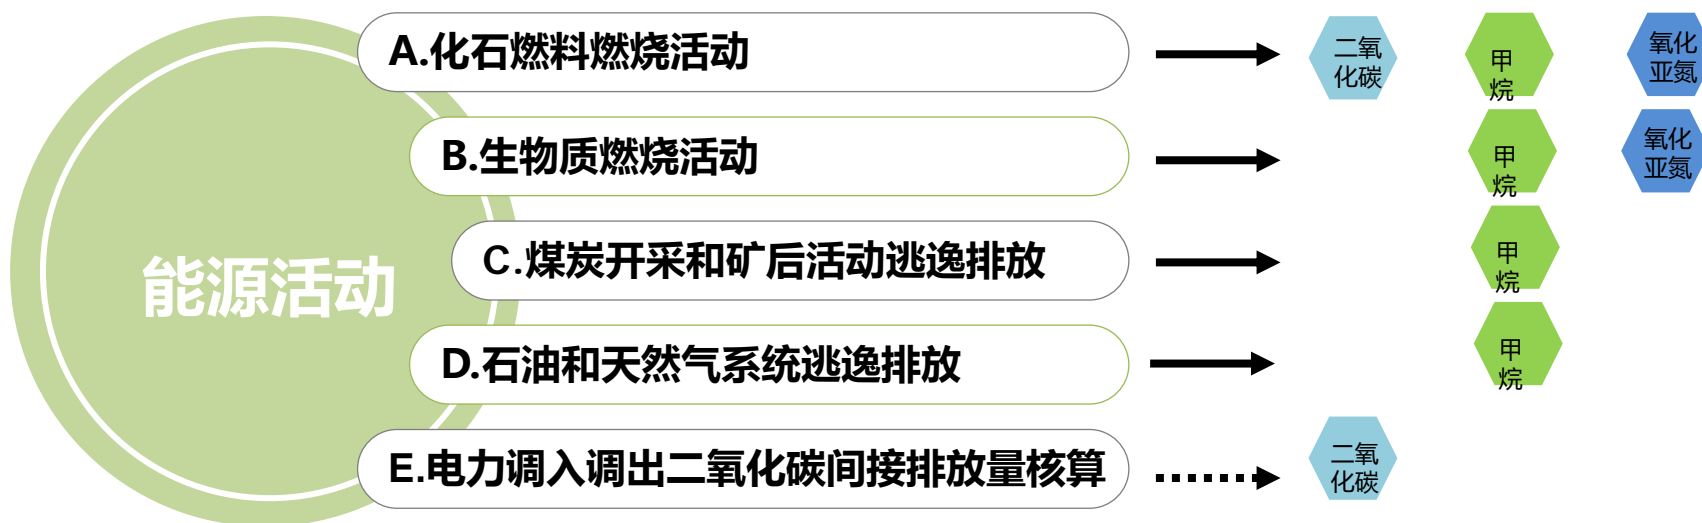 A.化石燃料燃烧活动
二氧
化碳
甲
烷
氧化
亚氮
B.生物质燃烧活动
甲
烷
氧化
亚氮
能源活动
C.煤炭开采和矿后活动逃逸排放
甲
烷
D.石油和天然气系统逃逸排放
甲
烷
E.电力调入调出二氧化碳间接排放量核算
二氧
化碳